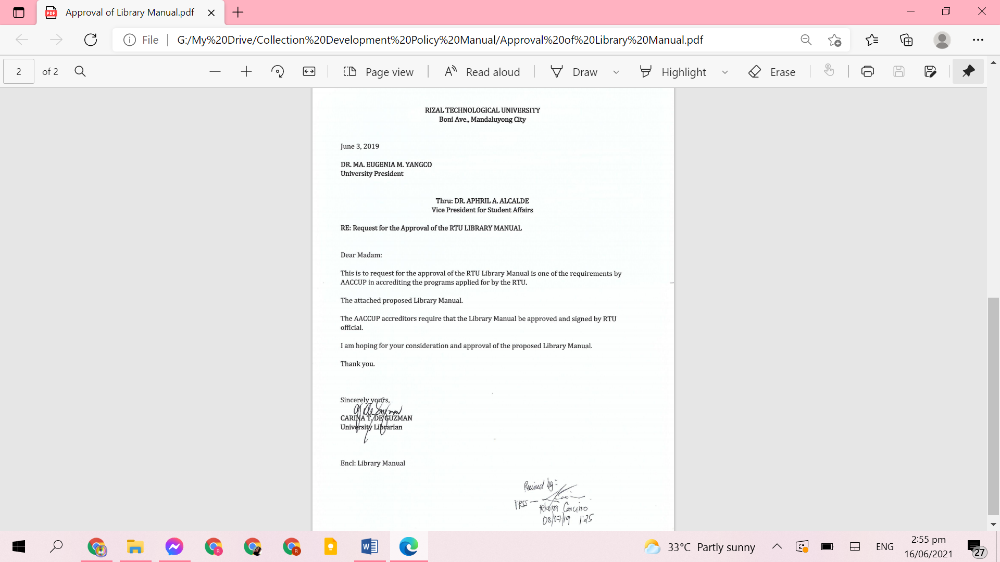 Approval of Library Manual.pdf
File
G:/My%20Drive/Collection%20Development%20Policy%20Manual/Approval%20of%20Library%20Manual.pdf
2 of 2
Page view
Read aloud
Draw
Highlight
Erase
RIZAL TECHNOLOGICAL UNIVERSITY
Boni Ave., Mandaluyong City
June 3, 2019
DR. MA. EUGENIA M. YANGCO
University President
Thru: DR. APHRIL A. ALCALDE
Vice President for Student Affairs
RE: Request for the Approval of the RTU LIBRARY MANUAL
Dear Madam:
This is to request for the approval of the RTU Library Manual is one of the requirements by
AACCUP in accrediting the programs applied for by the RTU.
The attached proposed Library Manual.
The AACCUP accreditors require that the Library Manual be approved and signed by RTU
official.
I am hoping for your consideration and approval of the proposed Library Manual.
Thank you.
Sincerely yours,
CARINA T. DE GUZMAN
University Librarian
Encl: Library Manual
Received by:
Rhona Concino
08/07/19 1:25
33°C Partly sunny
ENG
2:55 pm
16/06/2021
27